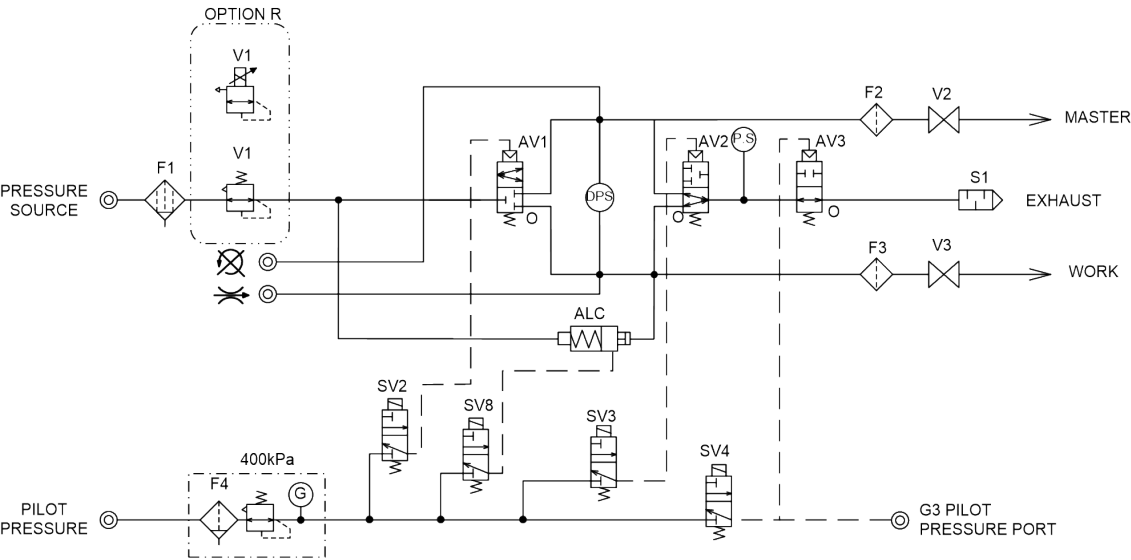 OPTION R
V1
V1
F1
PRESSURE
SOURCE
AV1
O
DPS
AV2
O
P.S
AV3
O
F2
V2
MASTER
S1
EXHAUST
F3
V3
WORK
ALC
SV2
SV8
SV3
SV4
400kPa
F4
G
PILOT
PRESSURE
G3 PILOT
PRESSURE PORT